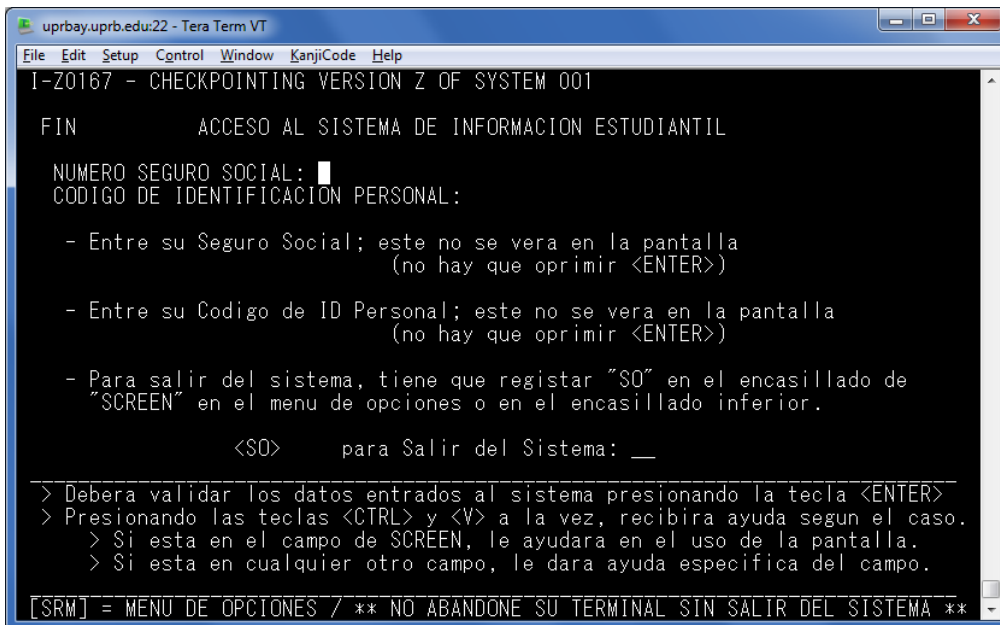 uprbay.uprb.edu:22 - Tera Term VT
File Edit Setup Control Window KanjiCode Help
I-Z0167 - CHECKPOINTING VERSION Z OF SYSTEM 001
FIN ACCESO AL SISTEMA DE INFORMACION ESTUDIANTIL
NUMERO SEGURO SOCIAL:
CODIGO DE IDENTIFICACION PERSONAL:
- Entre su Seguro Social; este no se vera en la pantalla
(no hay que oprimir <ENTER>)
- Entre su Codigo de ID Personal; este no se vera en la pantalla
(no hay que oprimir <ENTER>)
- Para salir del sistema, tiene que registar "SO" en el encasillado de
"SCREEN" en el menu de opciones o en el encasillado inferior.
<SO> para Salir del Sistema: __
> Debera validar los datos entrados al sistema presionando la tecla <ENTER>
> Presionando las teclas <CTRL> y <V> a la vez, recibira ayuda segun el caso.
> Si esta en el campo de SCREEN, le ayudara en el uso de la pantalla.
> Si esta en cualquier otro campo, le dara ayuda especifica del campo.
[SRM] = MENU DE OPCIONES / ** NO ABANDONE SU TERMINAL SIN SALIR DEL SISTEMA **